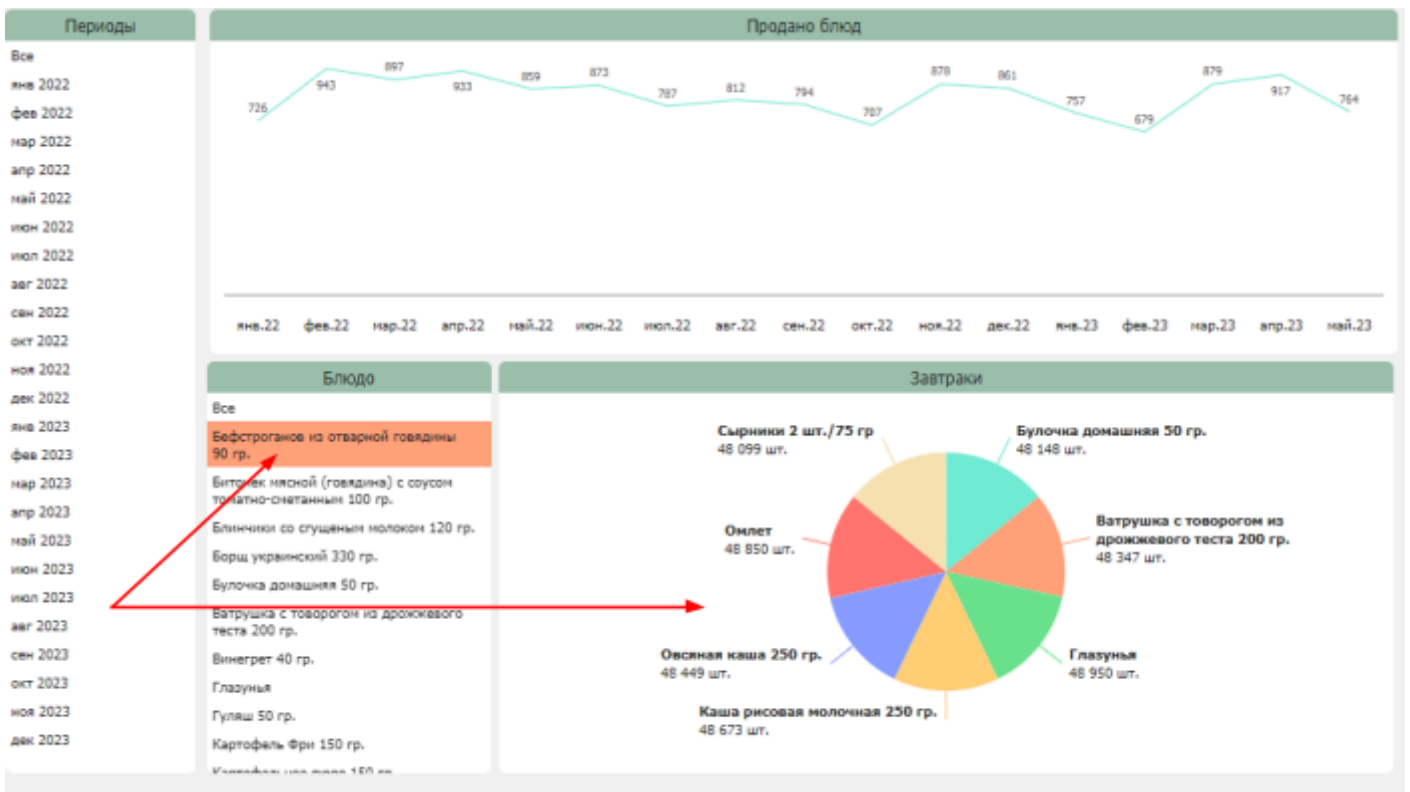 Периоды
Все
янв 2022
фев 2022
мар 2022
апр 2022
май 2022
июн 2022
июл 2022
авг 2022
сен 2022
окт 2022
ноя 2022
дек 2022
янв 2023
фев 2023
мар 2023
апр 2023
май 2023
июн 2023
июл 2023
авг 2023
сен 2023
окт 2023
ноя 2023
дек 2023
Продано блюд
726 943 897 933 859 873 787 812 794 707 878 861 757 679 879 917 764
янв.22 фев.22 мар.22 апр.22 май.22 июн.22 июл.22 авг.22 сен.22 окт.22 ноя.22 дек.22 янв.23 фев.23 мар.23 апр.23 май.23
Блюдо
Все
Бефстроганов из отварной говядины
90 гр.
Биточек мясной (говядина) с соусом
томатно-сметанным 100 гр.
Блинчики со сгущеным молоком 120 гр.
Борщ украинский 330 гр.
Булочка домашняя 50 гр.
Ватрушка с товорогом из дрожжевого
теста 200 гр.
Винегрет 40 гр.
Глазунья
Гуляш 50 гр.
Картофель Фри 150 гр.
Завтраки
Сырники 2 шт./75 гр
48 099 шт.
Булочка домашняя 50 гр.
48 148 шт.
Омлет
48 850 шт.
Ватрушка с товорогом из
дрожжевого теста 200 гр.
48 347 шт.
Овсяная каша 250 гр.
48 449 шт.
Глазунья
48 950 шт.
Каша рисовая молочная 250 гр.
48 673 шт.